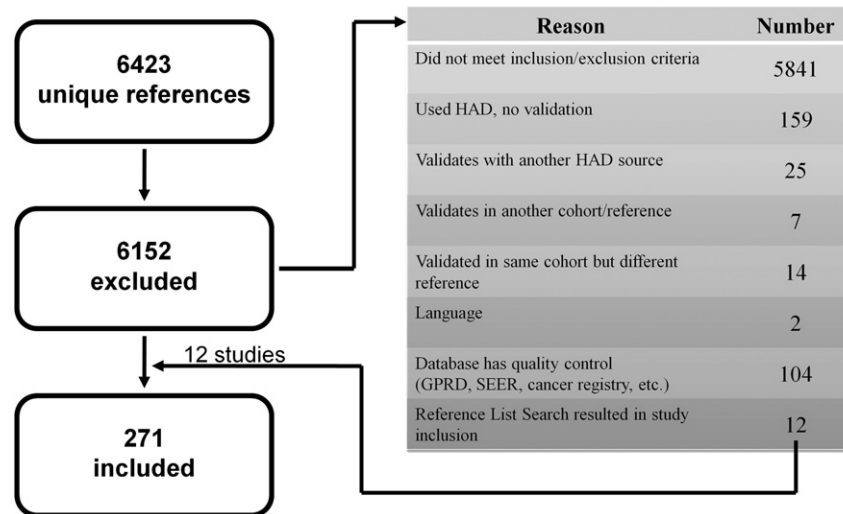 6423
unique references
6152
excluded
12 studies
271
included
Reason Number
Did not meet inclusion/exclusion criteria 5841
Used HAD, no validation 159
Validates with another HAD source 25
Validates in another cohort/reference 7
Validated in same cohort but different
reference 14
Language 2
Database has quality control
(GPRD, SEER, cancer registry, etc.) 104
Reference List Search resulted in study
inclusion 12